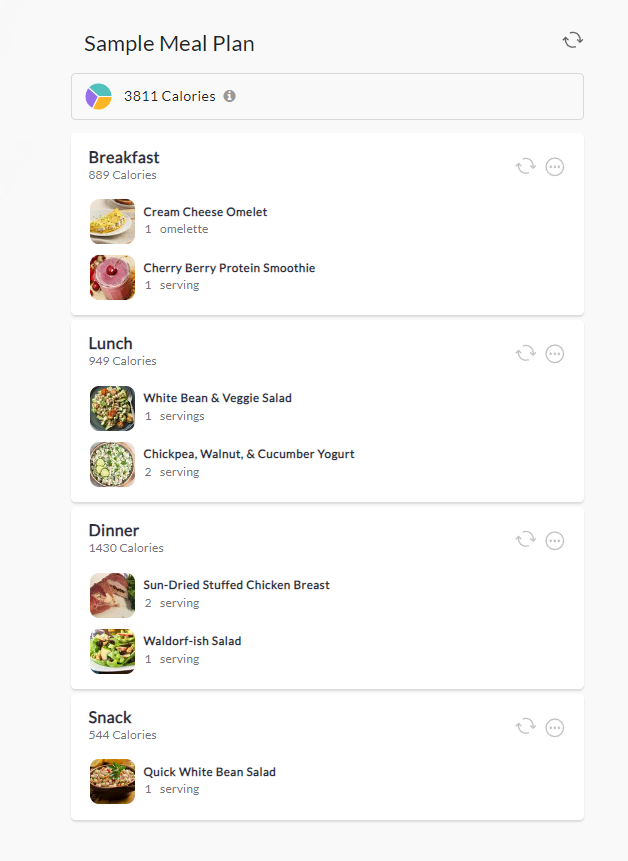 Sample Meal Plan
3811 Calories
Breakfast
889 Calories
Cream Cheese Omelet
1 omelette
Cherry Berry Protein Smoothie
1 serving
Lunch
949 Calories
White Bean & Veggie Salad
1 servings
Chickpea, Walnut, & Cucumber Yogurt
2 serving
Dinner
1430 Calories
Sun-Dried Stuffed Chicken Breast
2 serving
Waldorf-ish Salad
1 serving
Snack
544 Calories
Quick White Bean Salad
1 serving